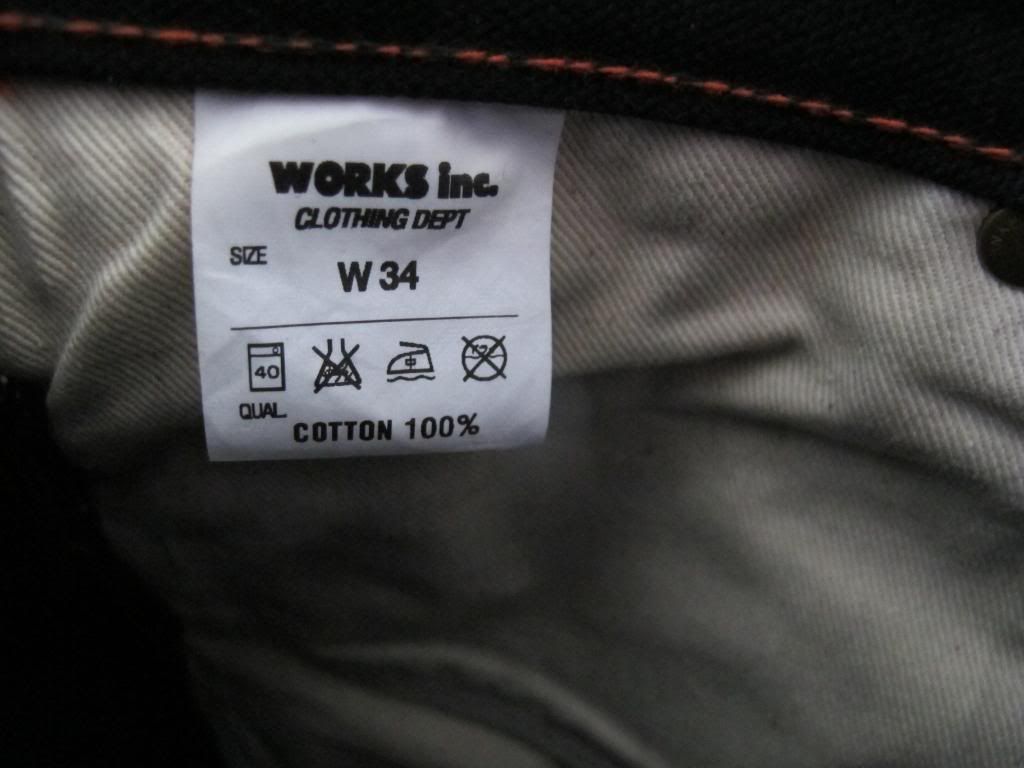 WORKS inc.
CLOTHING DEPT
SIZE
W 34
40
QUAL.
COTTON 100%